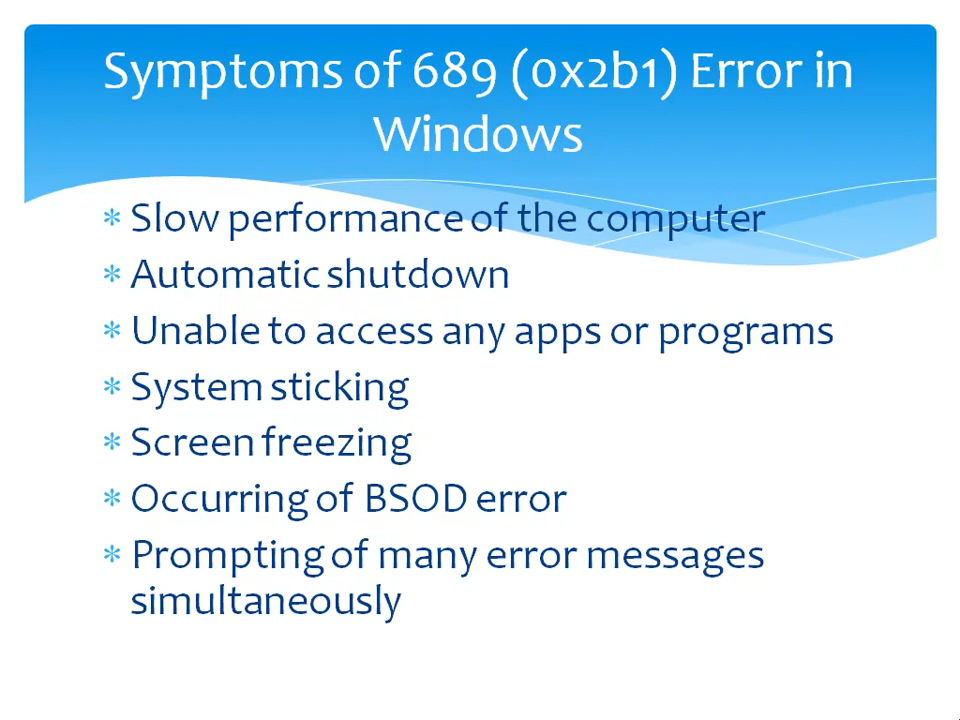 Symptoms of 689 (0x2b1) Error in
Windows
* Slow performance of the computer
* Automatic shutdown
* Unable to access any apps or programs
* System sticking
* Screen freezing
* Occurring of BSOD error
* Prompting of many error messages
simultaneously